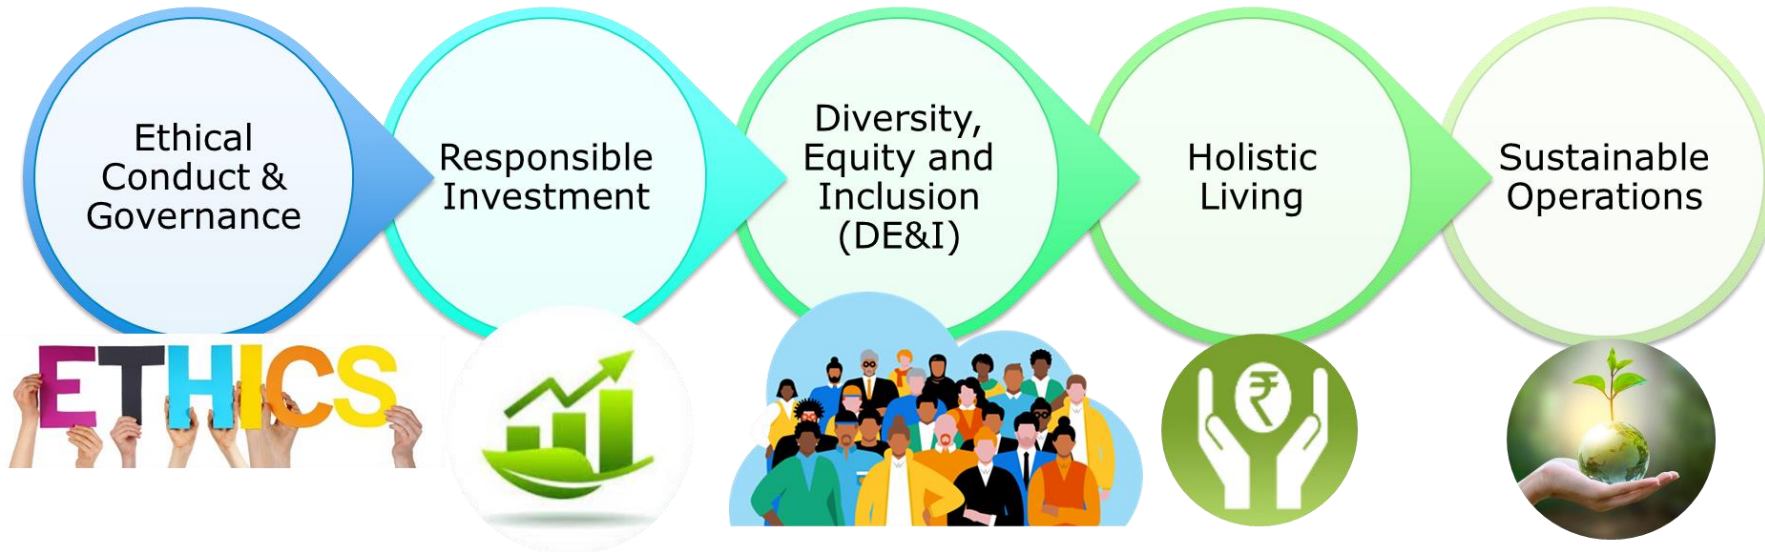 Ethical
Conduct &
Governance
Responsible
Investment
Diversity,
Equity and
Inclusion
(DE&I)
Holistic
Living
Sustainable
Operations
ETHICS
₹